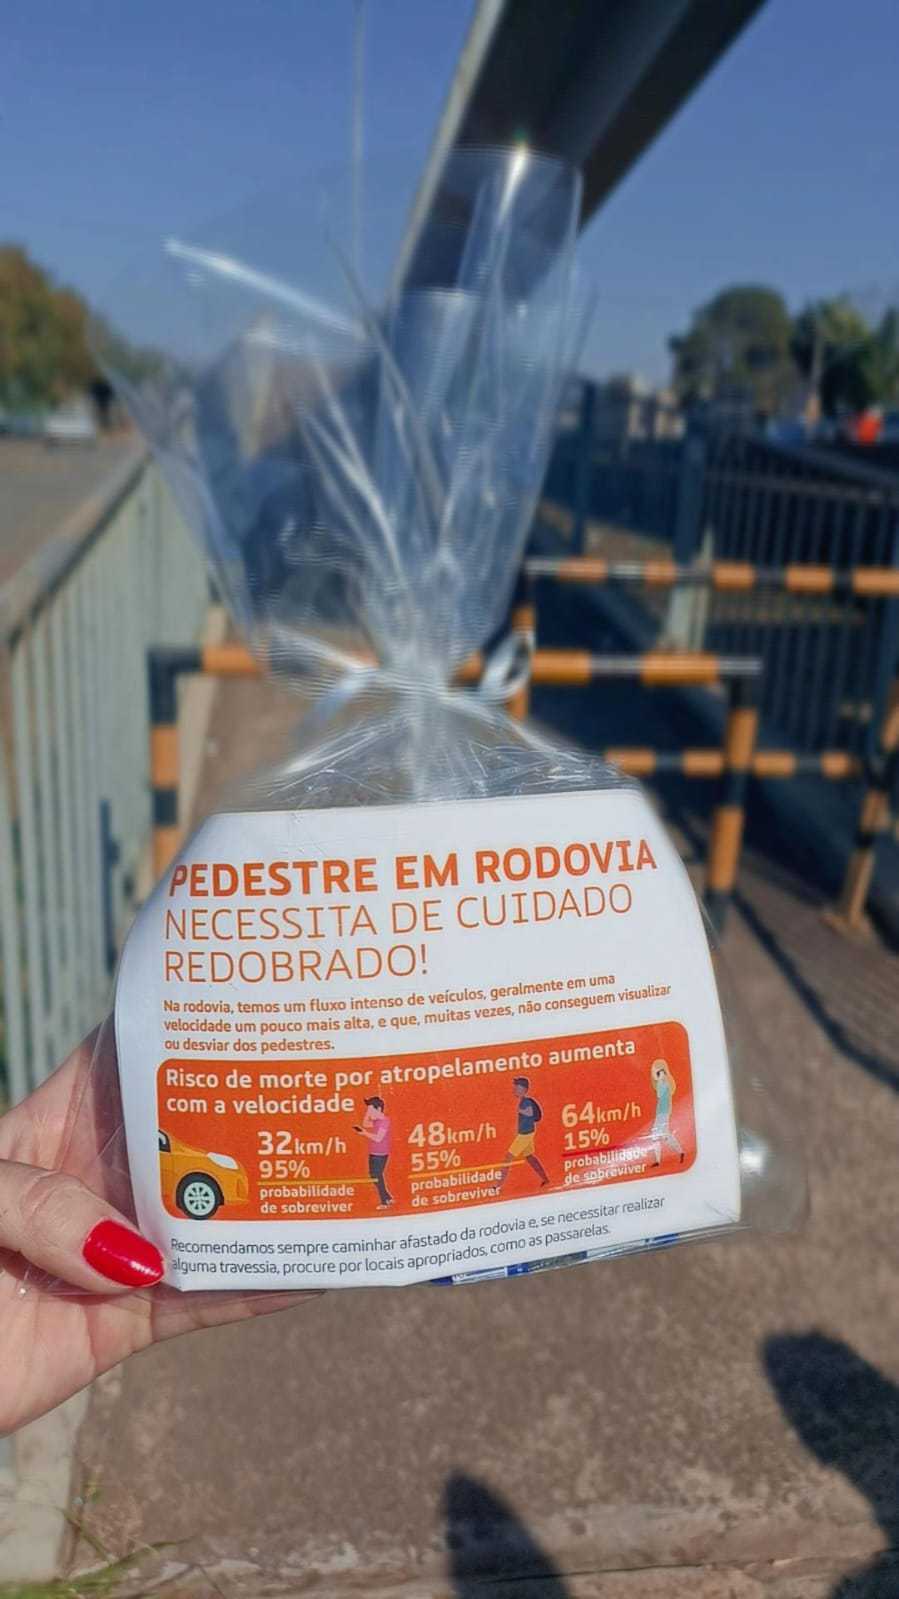 PEDESTRE EM RODOVIA
NECESSITA DE CUIDADO
REDOBRADO!
Na rodovia, temos um fluxo intenso de veículos, geralmente em uma
velocidade um pouco mais alta, e que, muitas vezes, não conseguem visualizar
ou desviar dos pedestres.
Risco de morte por atropelamento aumenta
com a velocidade
32km/h
95%
probabilidade
de sobreviver
48km/h
55%
probabilidade
de sobreviver
64km/h
15%
probabilidade
de sobreviver
Recomendamos sempre caminhar afastado da rodovia e, se necessitar realizar
alguma travessia, procure por locais apropriados, como as passarelas.